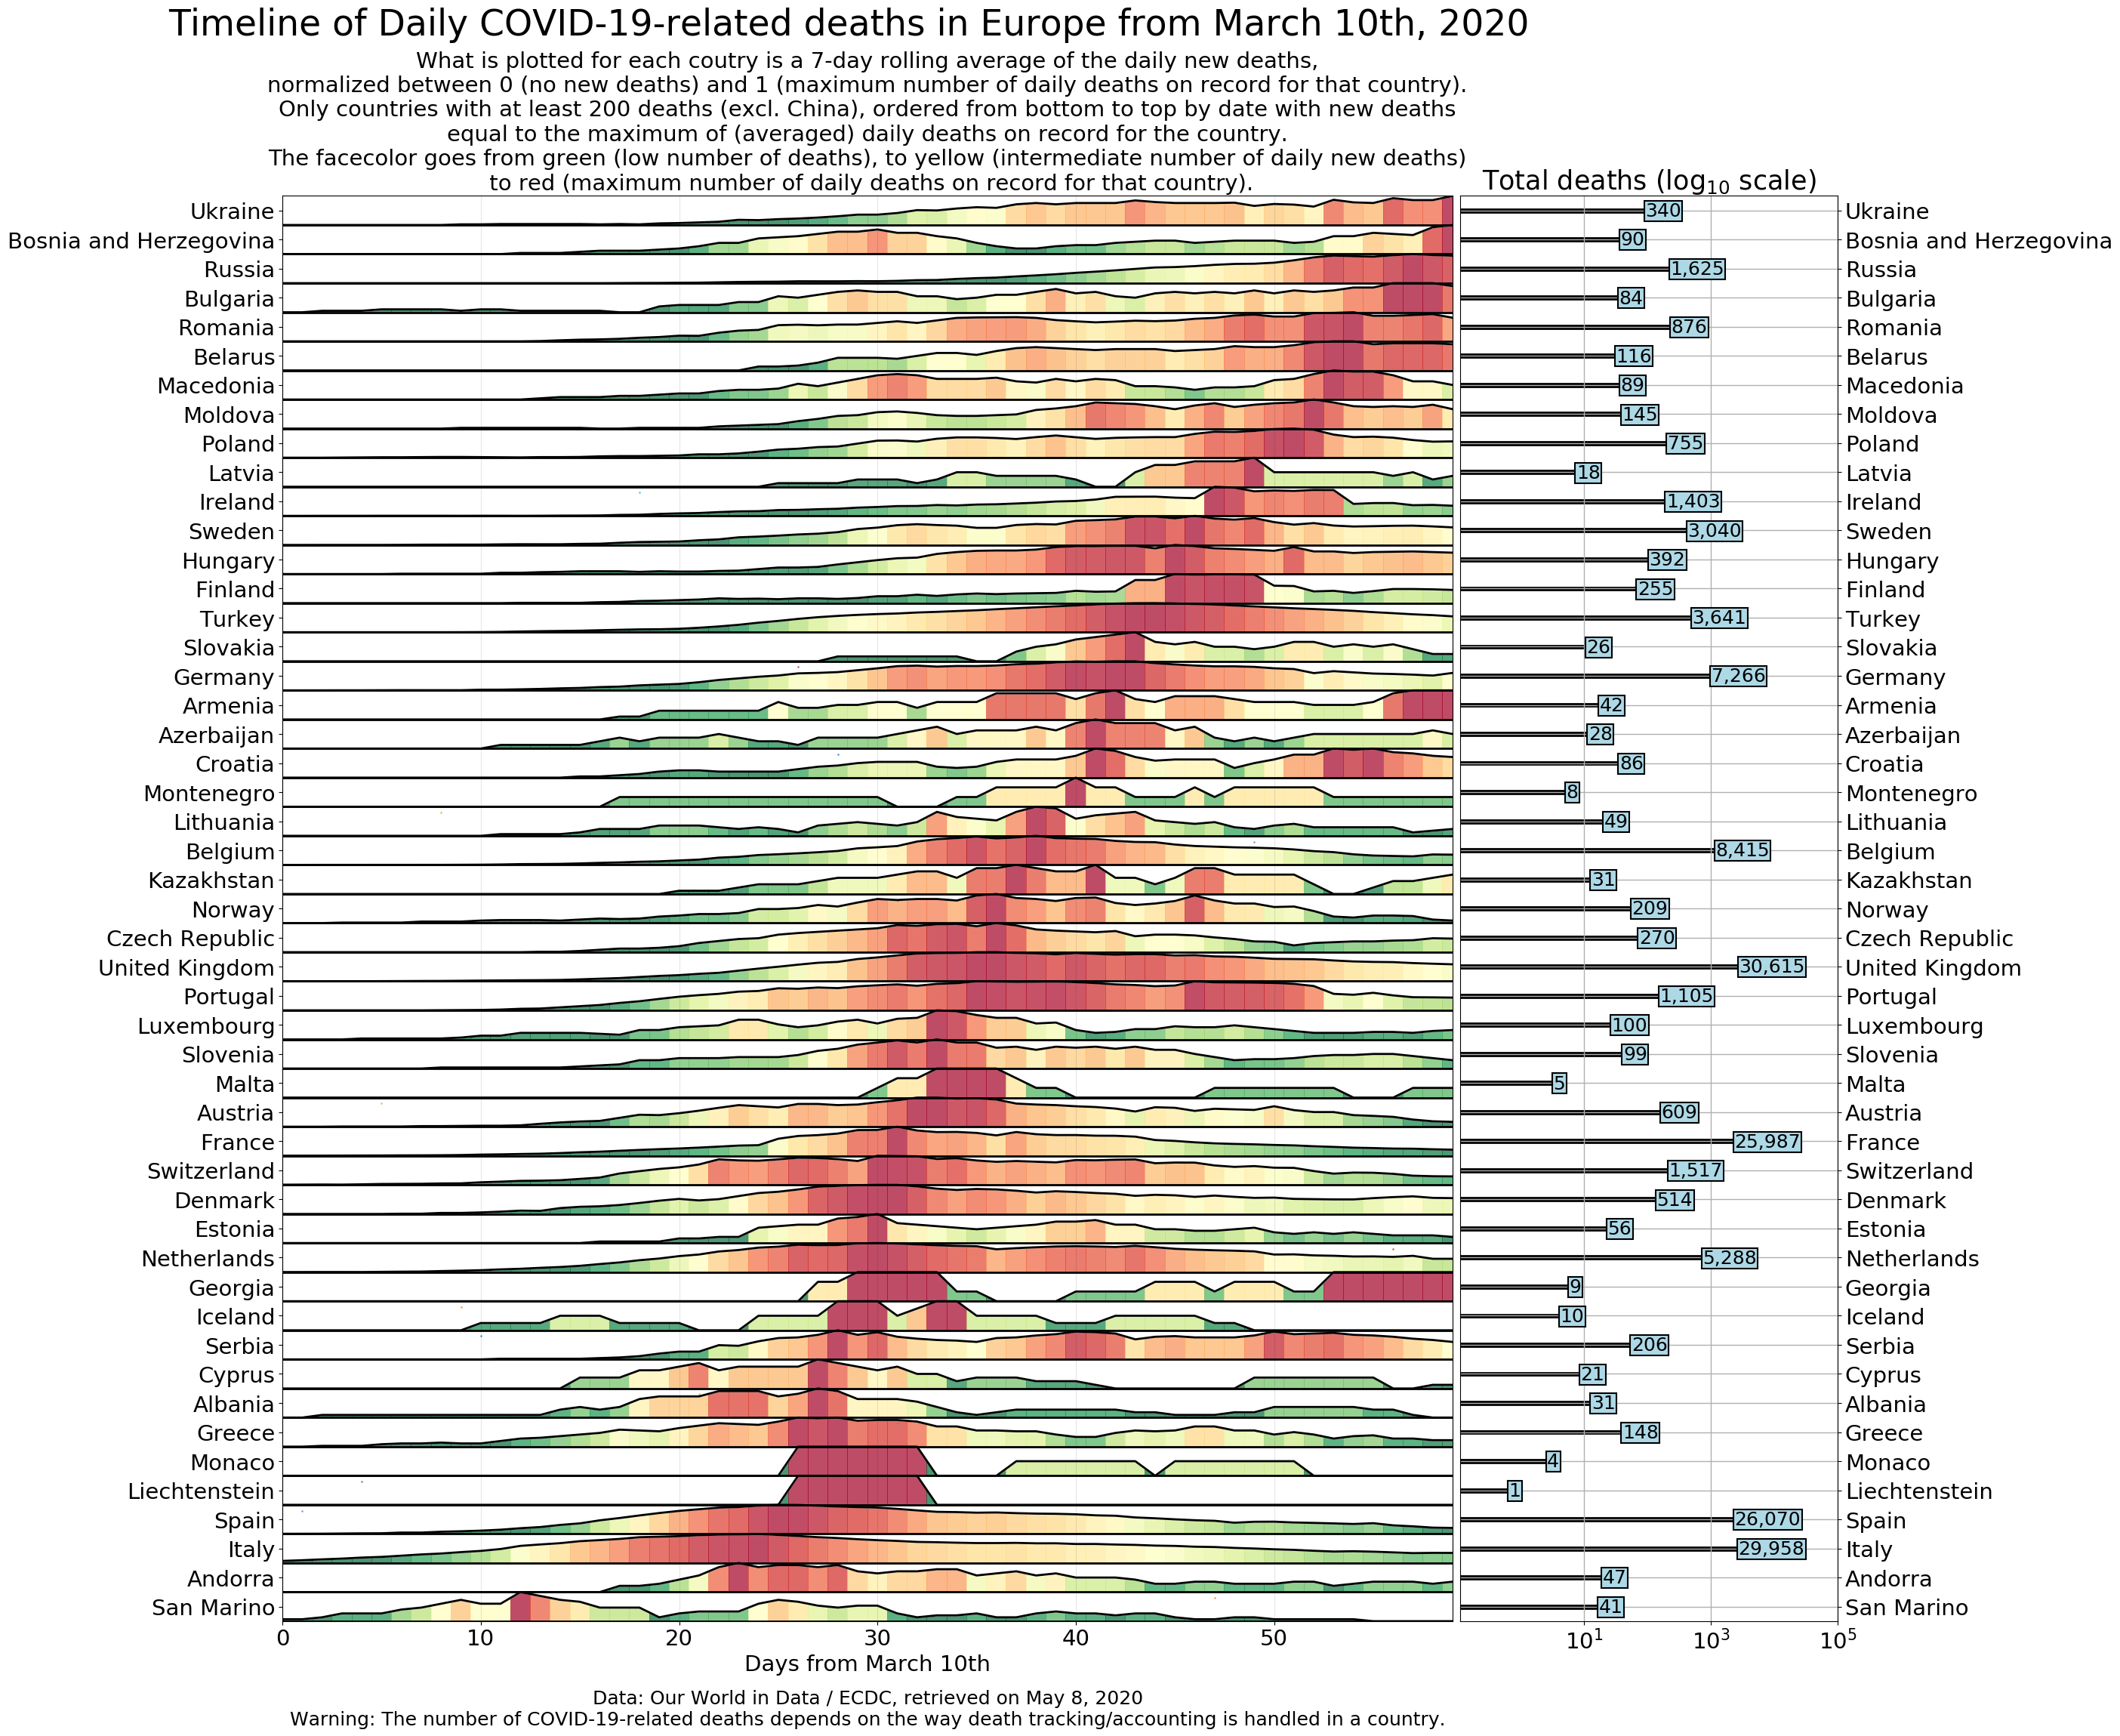 Timeline of Daily COVID-19-related deaths in Europe from March 10th, 2020
What is plotted for each coutry is a 7-day rolling average of the daily new deaths,
normalized between 0 (no new deaths) and 1 (maximum number of daily deaths on record for that country).
Only countries with at least 200 deaths (excl. China), ordered from bottom to top by date with new deaths
equal to the maximum of (averaged) daily deaths on record for the country.
The facecolor goes from green (low number of deaths), to yellow (intermediate number of daily new deaths)
to red (maximum number of daily deaths on record for that country).
Total deaths (log₁₀ scale)
Ukraine 340 Ukraine
Bosnia and Herzegovina 90 Bosnia and Herzegovina
Russia 1,625 Russia
Bulgaria 84 Bulgaria
Romania 876 Romania
Belarus 116 Belarus
Macedonia 89 Macedonia
Moldova 145 Moldova
Poland 755 Poland
Latvia 18 Latvia
Ireland 1,403 Ireland
Sweden 3,040 Sweden
Hungary 392 Hungary
Finland 255 Finland
Turkey 3,641 Turkey
Slovakia 26 Slovakia
Germany 7,266 Germany
Armenia 42 Armenia
Azerbaijan 28 Azerbaijan
Croatia 86 Croatia
Montenegro 8 Montenegro
Lithuania 49 Lithuania
Belgium 8,415 Belgium
Kazakhstan 31 Kazakhstan
Norway 209 Norway
Czech Republic 270 Czech Republic
United Kingdom 30,615 United Kingdom
Portugal 1,105 Portugal
Luxembourg 100 Luxembourg
Slovenia 99 Slovenia
Malta 5 Malta
Austria 609 Austria
France 25,987 France
Switzerland 1,517 Switzerland
Denmark 514 Denmark
Estonia 56 Estonia
Netherlands 5,288 Netherlands
Georgia 9 Georgia
Iceland 10 Iceland
Serbia 206 Serbia
Cyprus 21 Cyprus
Albania 31 Albania
Greece 148 Greece
Monaco 4 Monaco
Liechtenstein 1 Liechtenstein
Spain 26,070 Spain
Italy 29,958 Italy
Andorra 47 Andorra
San Marino 41 San Marino
0 10 20 30 40 50 10¹ 10³ 10⁵
Days from March 10th
Data: Our World in Data / ECDC, retrieved on May 8, 2020
Warning: The number of COVID-19-related deaths depends on the way death tracking/accounting is handled in a country.